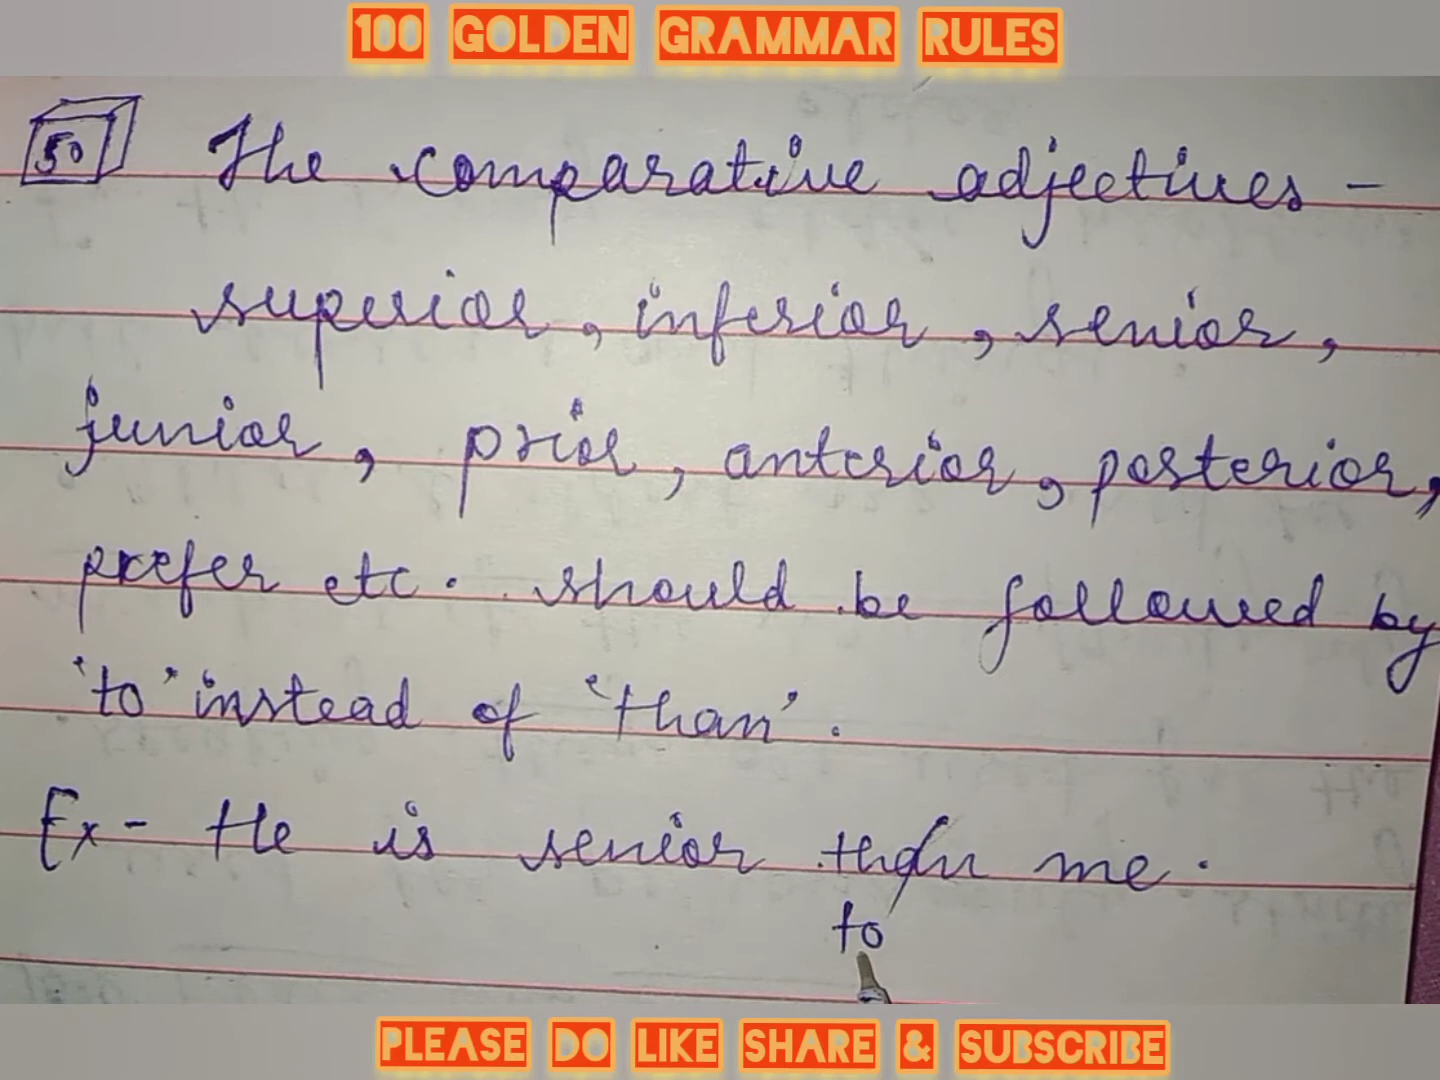 100 GOLDEN GRAMMAR RULES
50 The comparative adjectives -
superior, inferior, senior,
junior, prior, anterior, posterior,
prefer etc. should be followed by
'to' instead of 'than'.
Ex- He is senior than me.
to
PLEASE DO LIKE SHARE & SUBSCRIBE